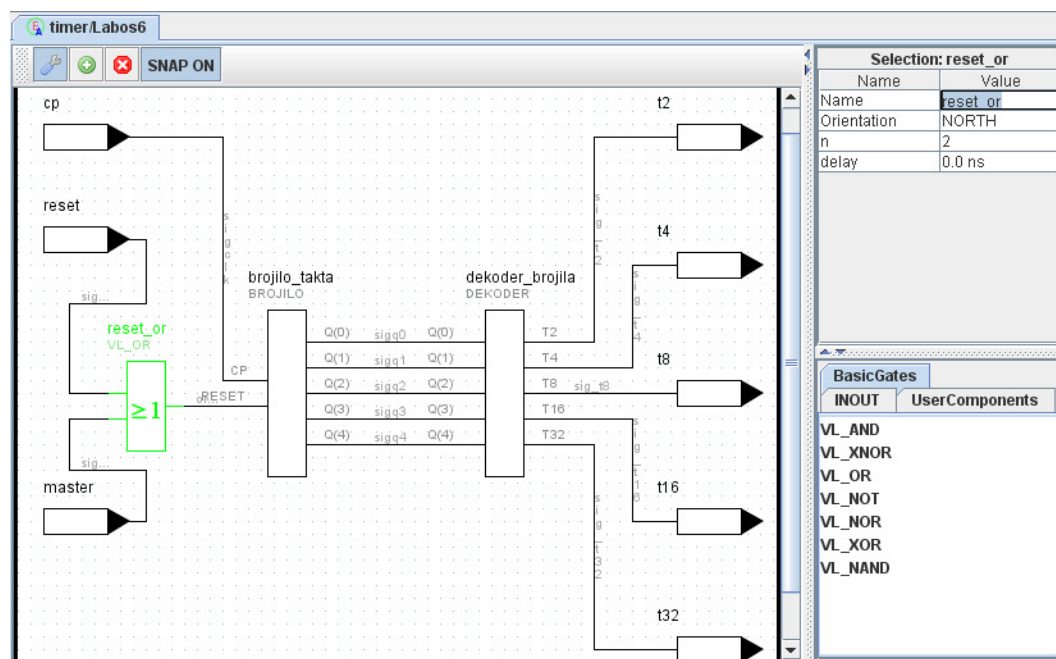 timer/Labos6
SNAP ON
cp
reset
sig...
reset_or
VL_OR
≥1
sig...
master
sigclk
CP
RESET
brojilo_takta
BROJILO
Q(0) sigq0 Q(0)
Q(1) sigq1 Q(1)
Q(2) sigq2 Q(2)
Q(3) sigq3 Q(3)
Q(4) sigq4 Q(4)
dekoder_brojila
DEKODER
T2
T4
T8 sig_t8
T16
T32
sig_t2
sig_t4
sig_t16
sig_t32
t2
t4
t8
t16
t32
Selection: reset_or
Name Value
Name reset_or
Orientation NORTH
n 2
delay 0.0 ns
BasicGates
INOUT UserComponents
VL_AND
VL_XNOR
VL_OR
VL_NOT
VL_NOR
VL_XOR
VL_NAND